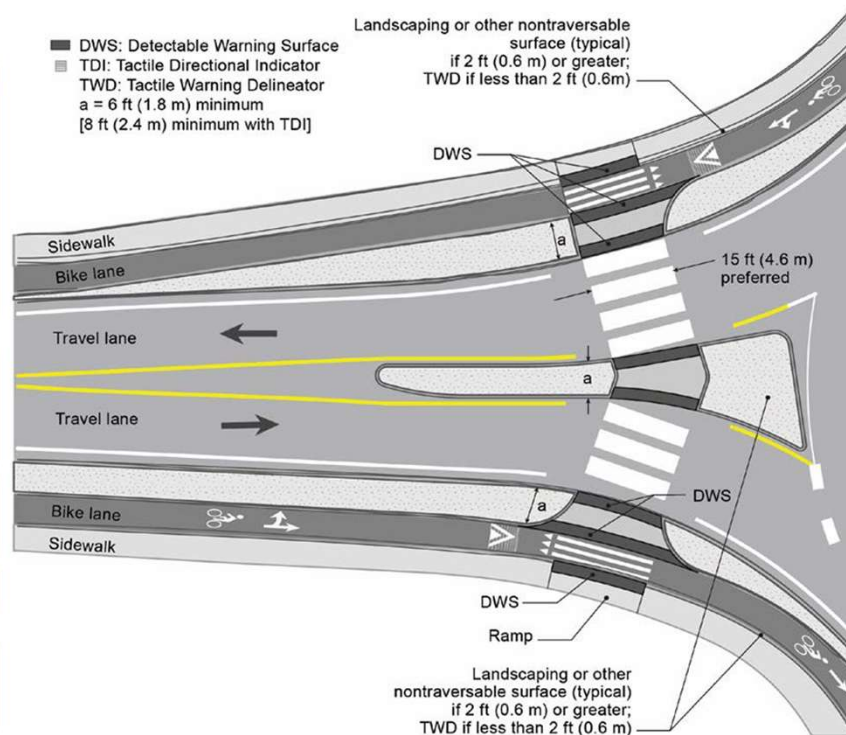 DWS: Detectable Warning Surface
TDI: Tactile Directional Indicator
TWD: Tactile Warning Delineator
a = 6 ft (1.8 m) minimum
[8 ft (2.4 m) minimum with TDI]
Landscaping or other nontraversable
surface (typical)
if 2 ft (0.6 m) or greater;
TWD if less than 2 ft (0.6m)
DWS
Sidewalk
Bike lane
a
15 ft (4.6 m)
preferred
Travel lane
a
Travel lane
DWS
a
Bike lane
Sidewalk
DWS
Ramp
Landscaping or other
nontraversable surface (typical)
if 2 ft (0.6 m) or greater;
TWD if less than 2 ft (0.6 m)